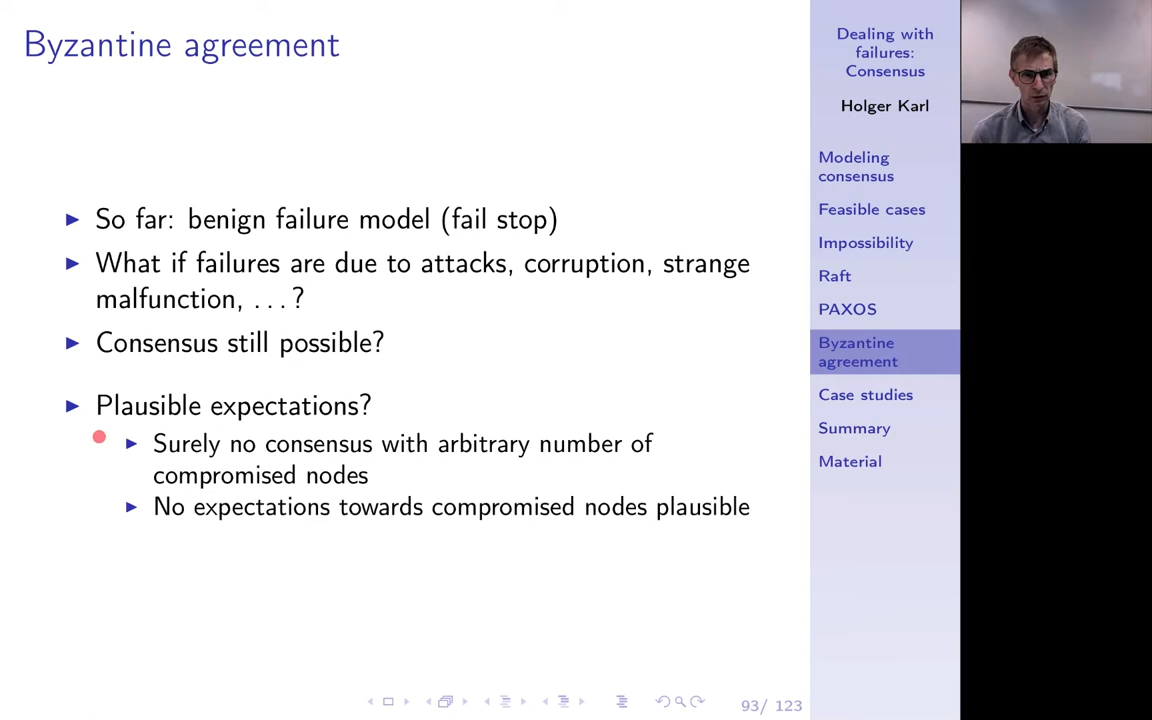 Byzantine agreement
So far: benign failure model (fail stop)
What if failures are due to attacks, corruption, strange
malfunction, ...?
Consensus still possible?
Plausible expectations?
Surely no consensus with arbitrary number of
compromised nodes
No expectations towards compromised nodes plausible
93/ 123
Dealing with
failures:
Consensus
Holger Karl
Modeling
consensus
Feasible cases
Impossibility
Raft
PAXOS
Byzantine
agreement
Case studies
Summary
Material